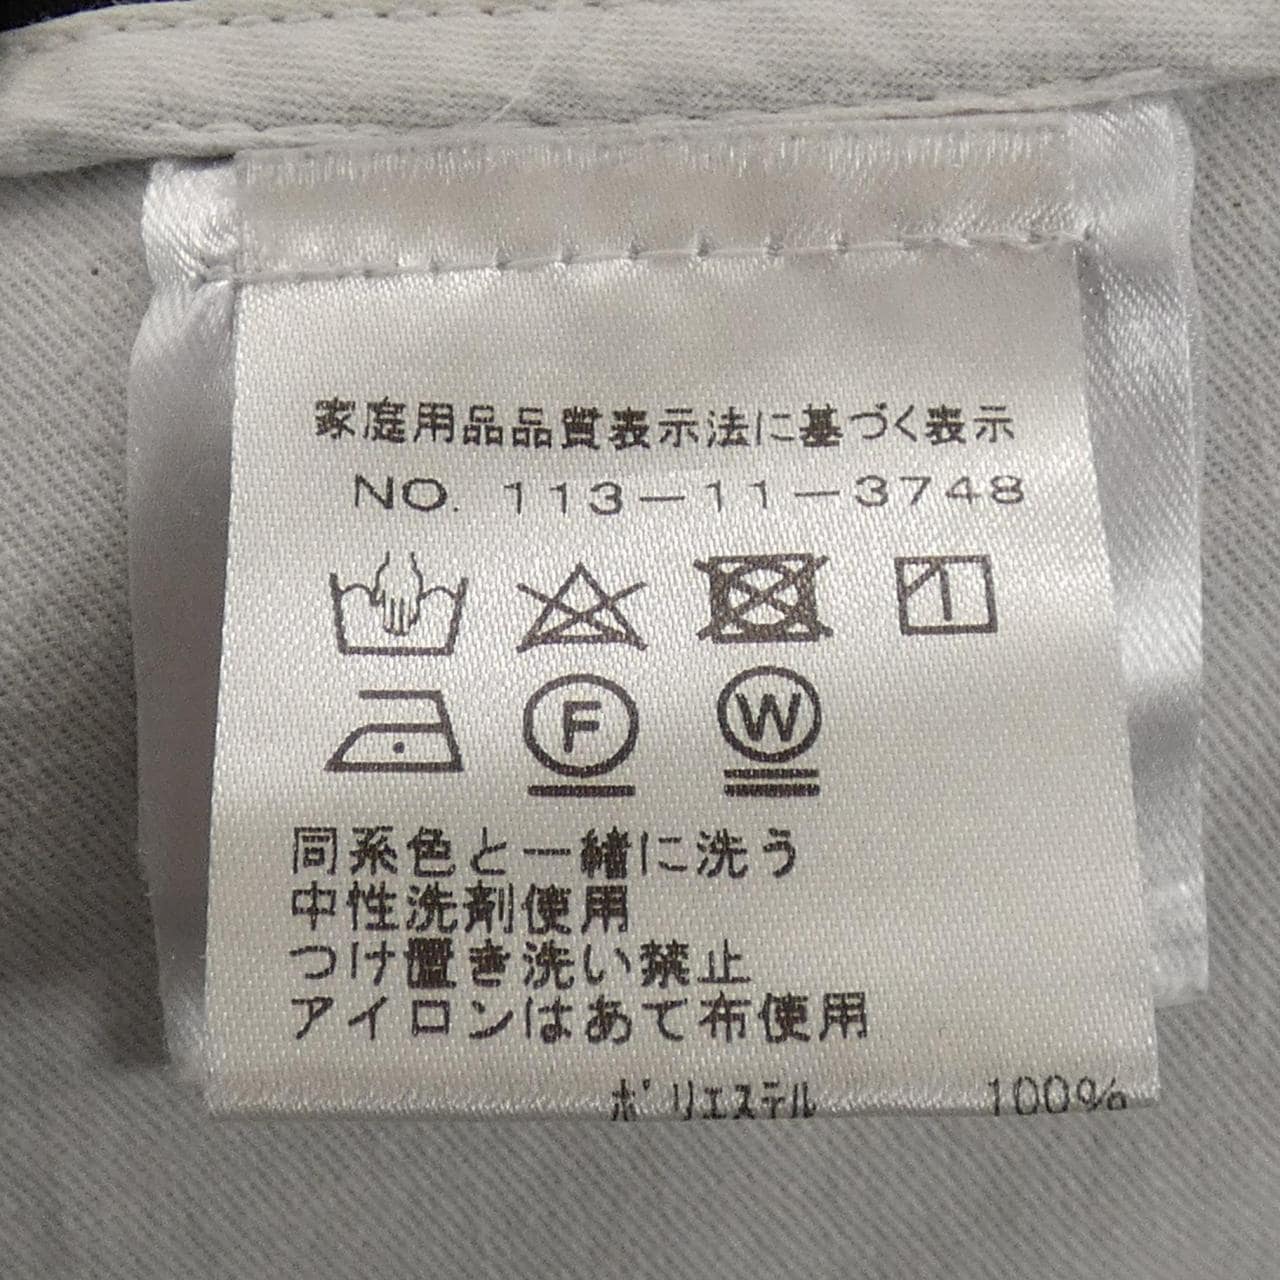 家庭用品品質表示法に基づく表示
NO. 113-11-3748
F
W
同系色と一緒に洗う
中性洗剤使用
つけ置き洗い禁止
アイロンはあて布使用
ポリエステル 100%